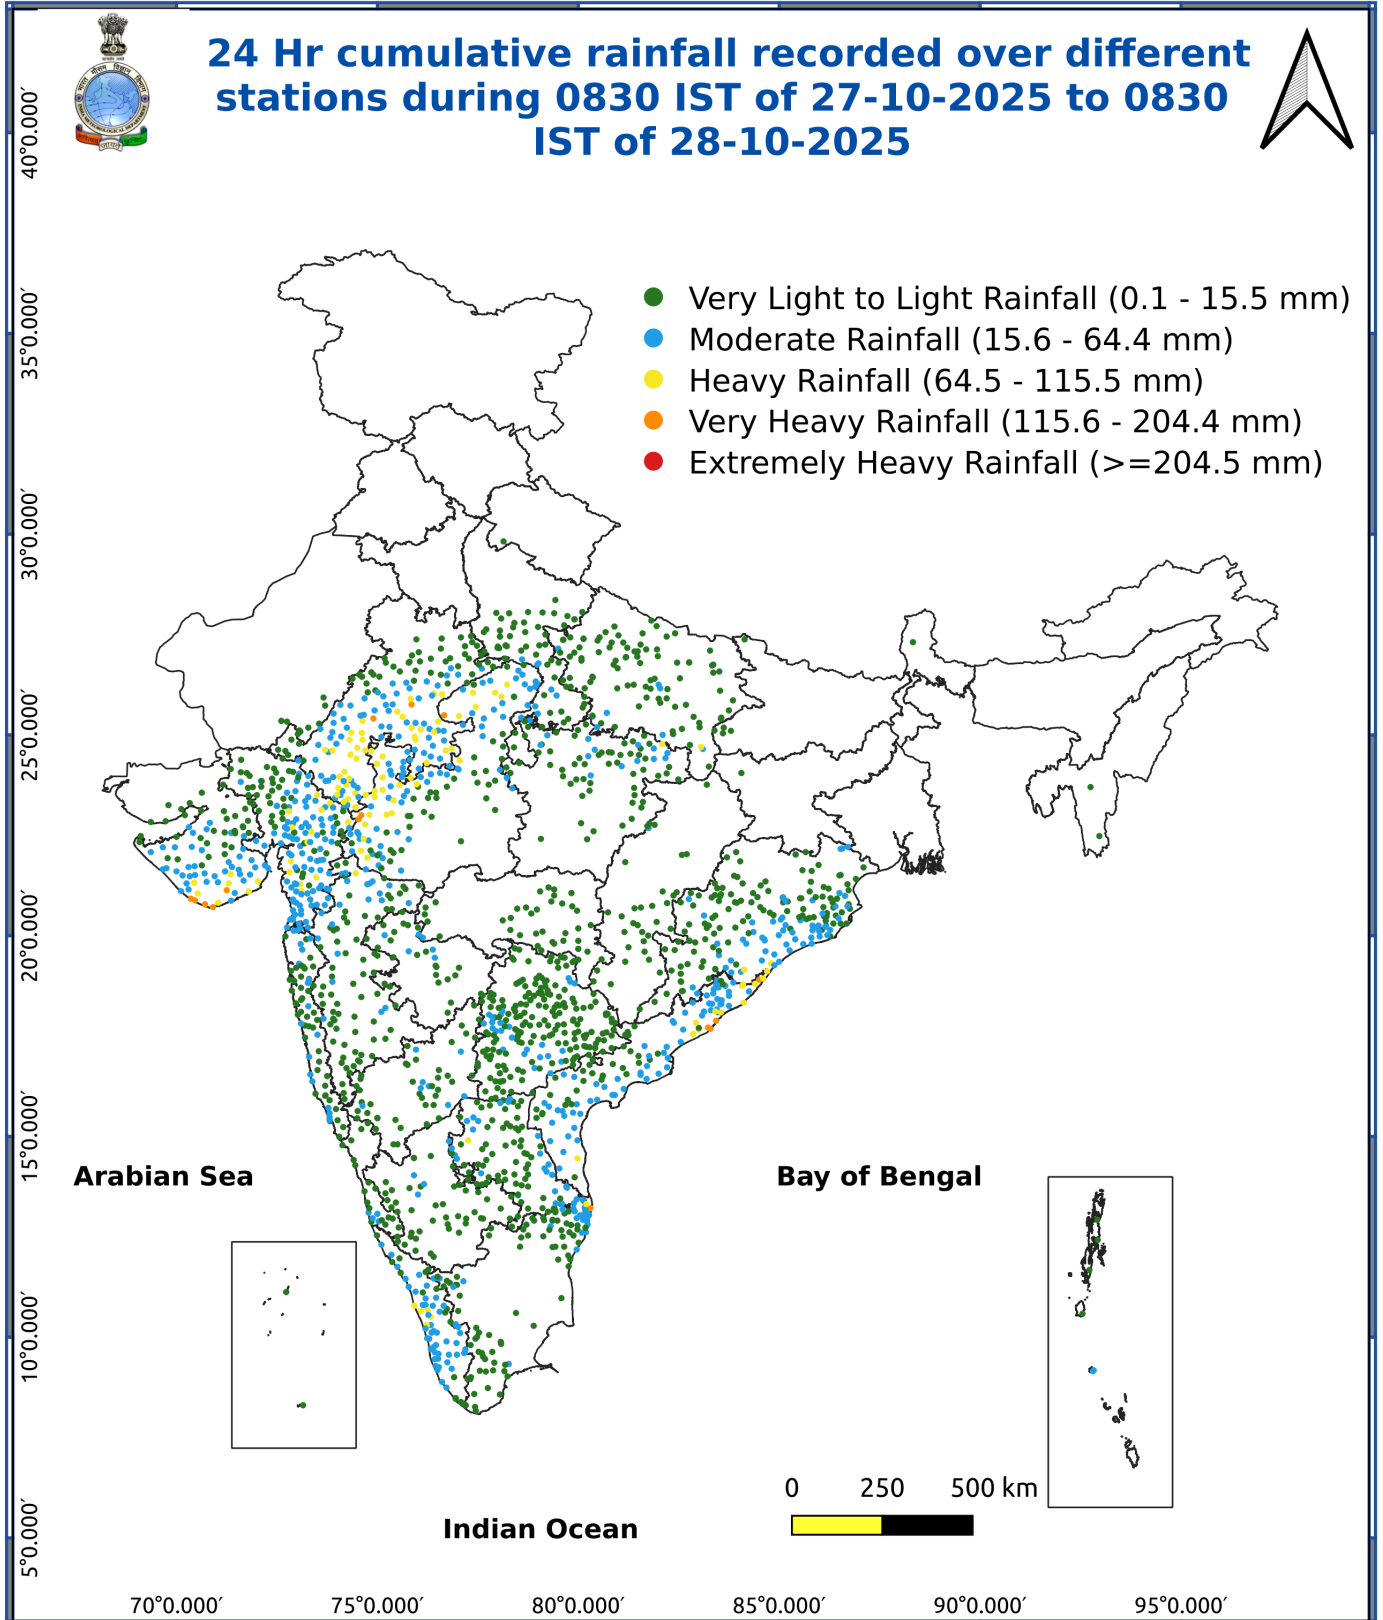 24 Hr cumulative rainfall recorded over different
stations during 0830 IST of 27-10-2025 to 0830
IST of 28-10-2025
Very Light to Light Rainfall (0.1 - 15.5 mm)
Moderate Rainfall (15.6 - 64.4 mm)
Heavy Rainfall (64.5 - 115.5 mm)
Very Heavy Rainfall (115.6 - 204.4 mm)
Extremely Heavy Rainfall (>=204.5 mm)
40°0.000′
35°0.000′
30°0.000′
25°0.000′
20°0.000′
15°0.000′
10°0.000′
5°0.000′
Arabian Sea
Bay of Bengal
Indian Ocean
0 250 500 km
70°0.000′ 75°0.000′ 80°0.000′ 85°0.000′ 90°0.000′ 95°0.000′